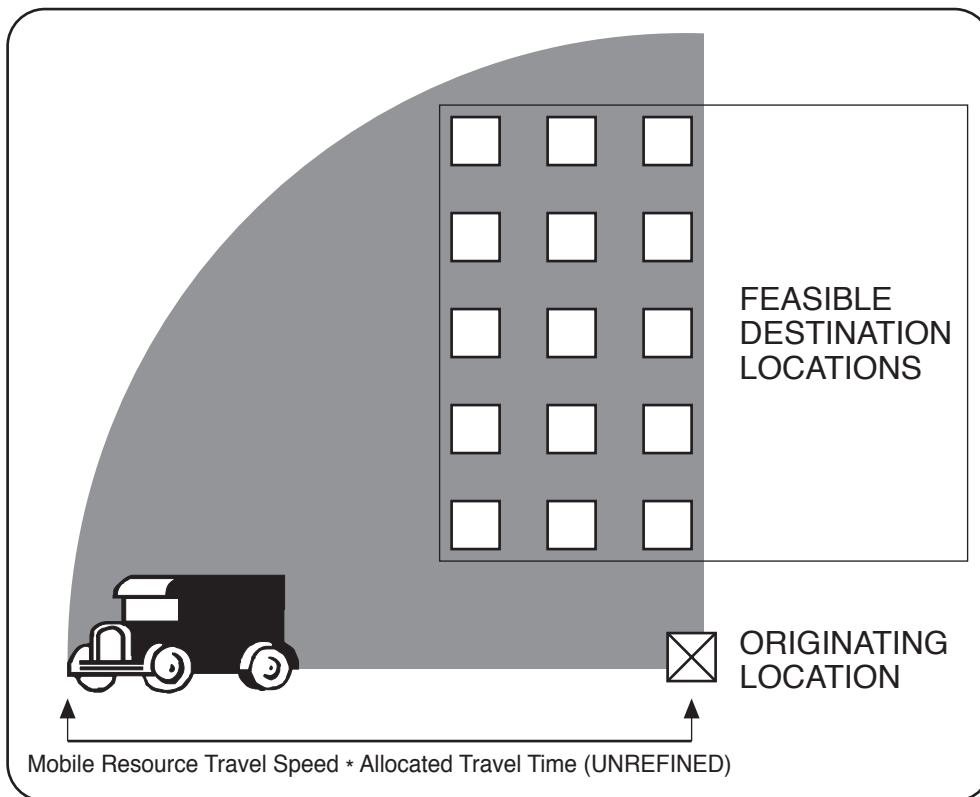 FEASIBLE
DESTINATION
LOCATIONS
ORIGINATING
LOCATION
Mobile Resource Travel Speed * Allocated Travel Time (UNREFINED)